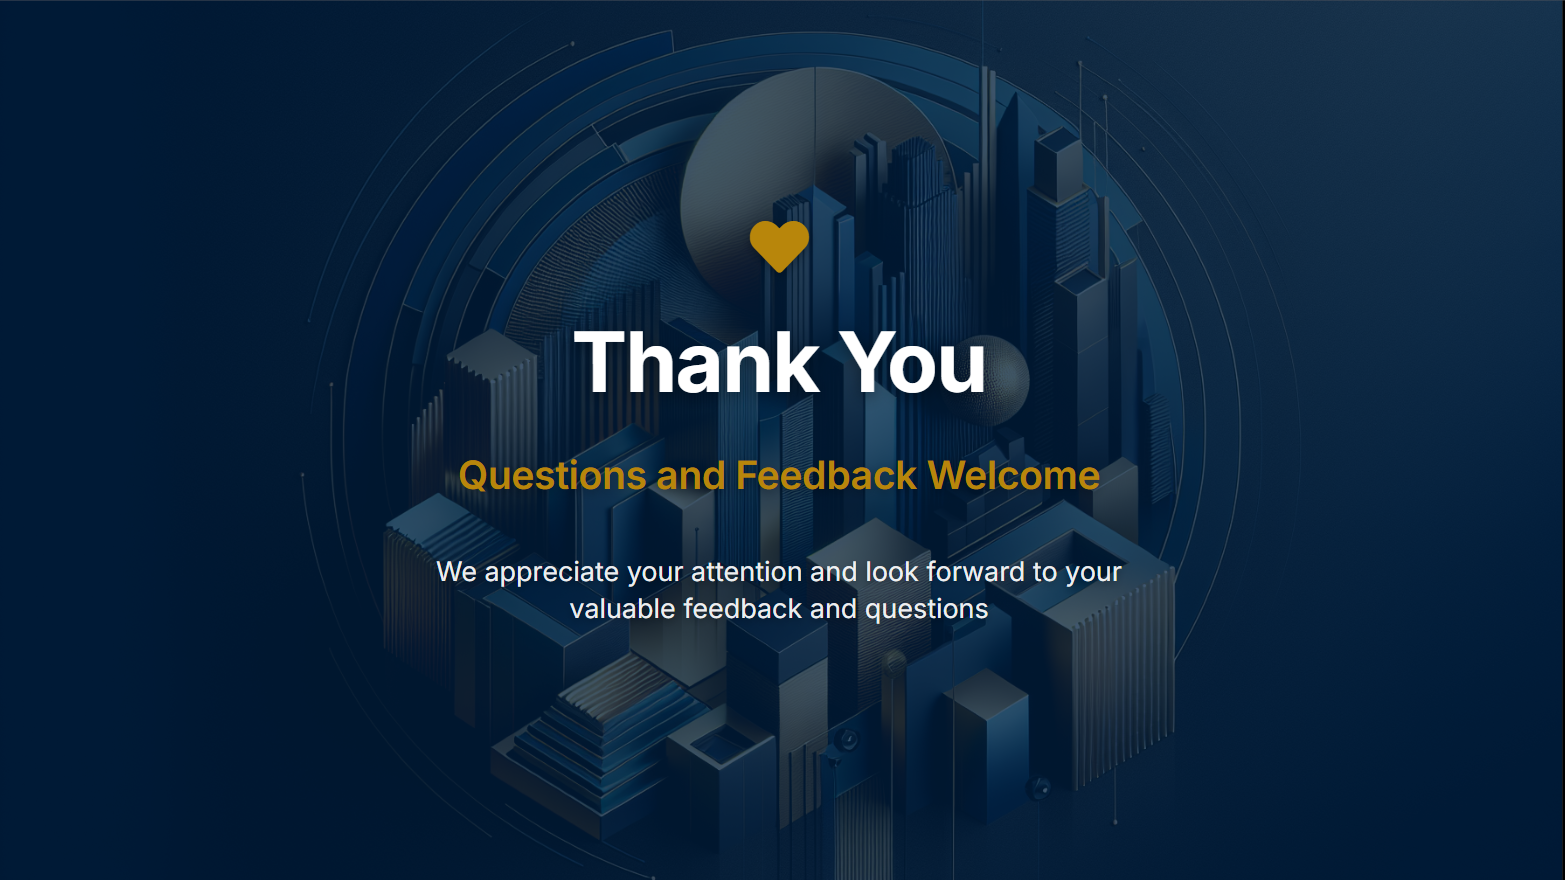 Thank You
Questions and Feedback Welcome
We appreciate your attention and look forward to your
valuable feedback and questions